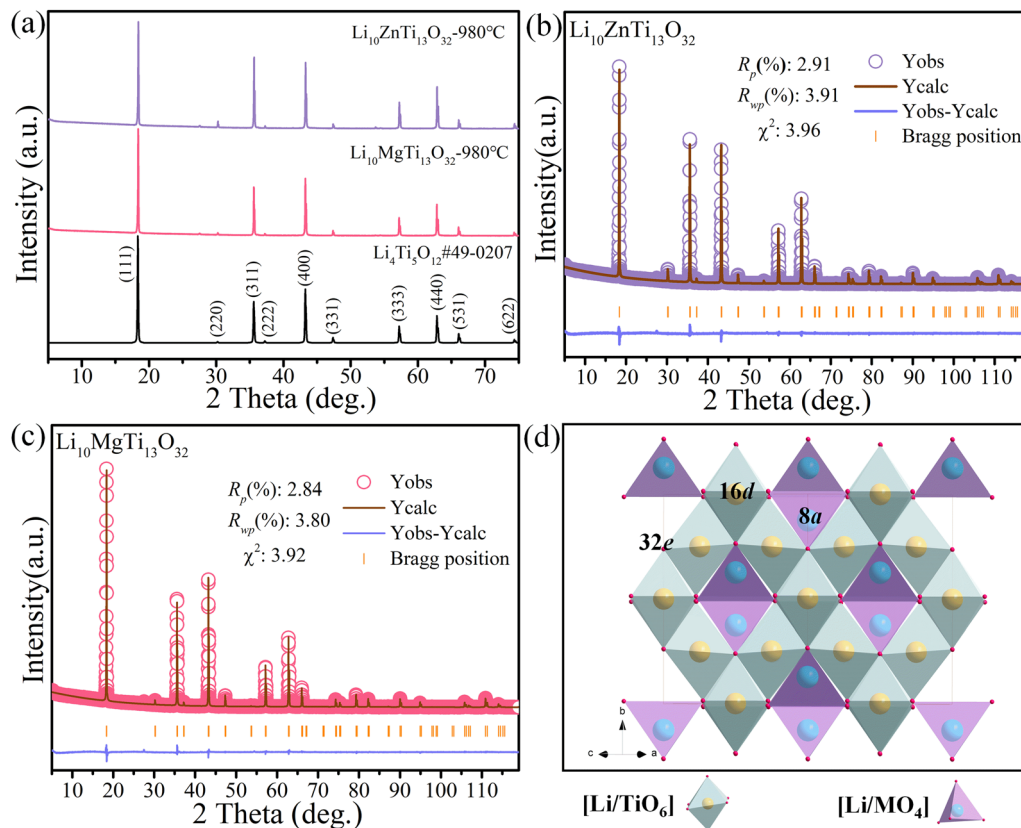 (a)
Li₁₀ZnTi₁₃O₃₂-980℃
Li₁₀MgTi₁₃O₃₂-980℃
Li₄Ti₅O₁₂#49-0207
(111)
(220)
(311)
(222)
(400)
(331)
(333)
(440)
(531)
(622)
Intensity (a.u.)
10 20 30 40 50 60 70
2 Theta (deg.)
(b)
Li₁₀ZnTi₁₃O₃₂
Rₚ(%): 2.91
R_wp(%): 3.91
χ²: 3.96
Yobs
Ycalc
Yobs-Ycalc
Bragg position
Intensity(a.u.)
10 20 30 40 50 60 70 80 90 100 110
2 Theta (deg.)
(c)
Li₁₀MgTi₁₃O₃₂
Rₚ(%): 2.84
R_wp(%): 3.80
χ²: 3.92
Yobs
Ycalc
Yobs-Ycalc
Bragg position
Intensity(a.u.)
10 20 30 40 50 60 70 80 90 100 110
2 Theta (deg.)
(d)
16d
8a
32e
b
c a
[Li/TiO₆]
[Li/MO₄]